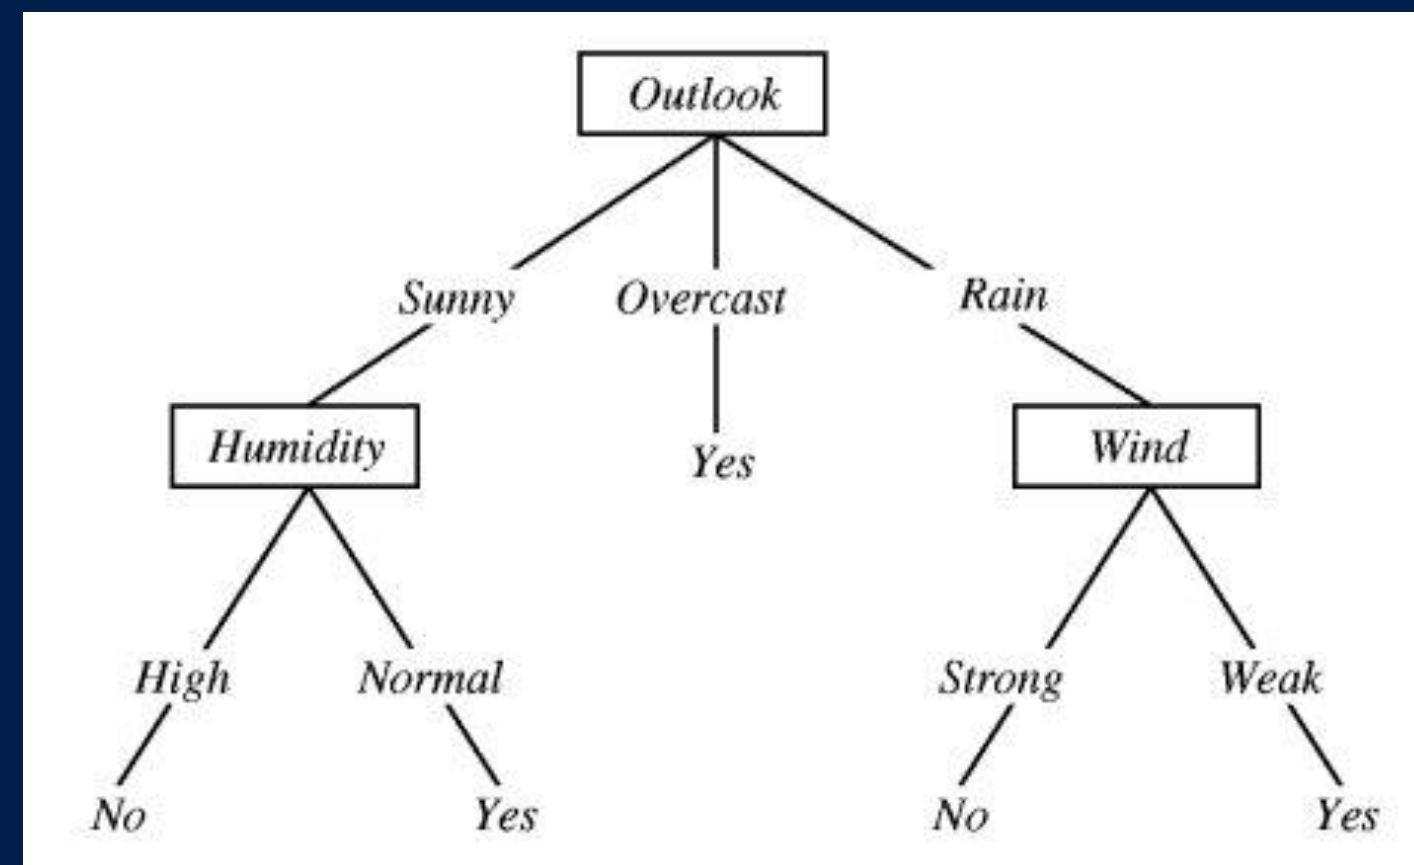 Outlook
Sunny Overcast Rain
Humidity Yes Wind
High Normal Strong Weak
No Yes No Yes